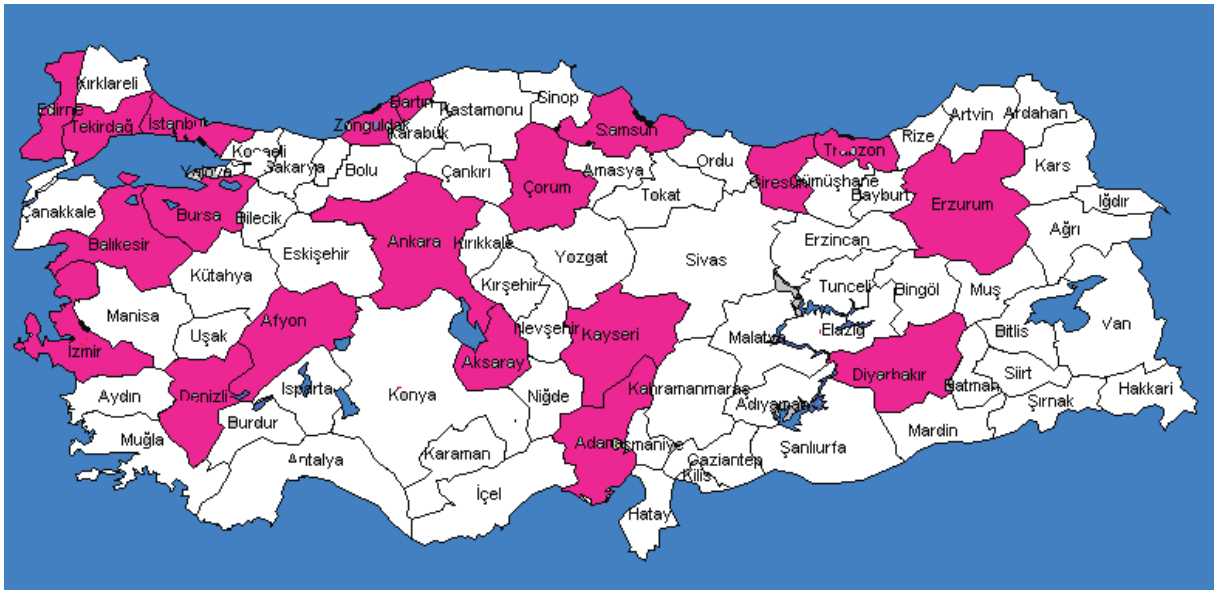 Kırklareli
Edirne
Tekirdağ
İstanbul
Zonguldak
Bartın
Karabük
Kastamonu
Sinop
Samsun
Kocaeli
Yalova
Sakarya
Bolu
Çankırı
Çorum
Amasya
Ordu
Tokat
Giresun
Trabzon
Gümüşhane
Bayburt
Rize
Artvin
Ardahan
Kars
Erzurum
Iğdır
Ağrı
Çanakkale
Balıkesir
Bursa
Bilecik
Eskişehir
Ankara
Kırıkkale
Yozgat
Sivas
Erzincan
Kütahya
Kırşehir
Tunceli
Bingöl
Muş
Manisa
Uşak
Afyon
Nevşehir
Kayseri
Malatya
Elazığ
Bitlis
Van
İzmir
Aksaray
Diyarbakır
Batman
Siirt
Hakkari
Şırnak
Aydın
Denizli
Isparta
Konya
Niğde
Kahramanmaraş
Adıyaman
Muğla
Burdur
Antalya
Karaman
Adana
Osmaniye
Gaziantep
Kilis
Şanlıurfa
Mardin
İçel
Hatay